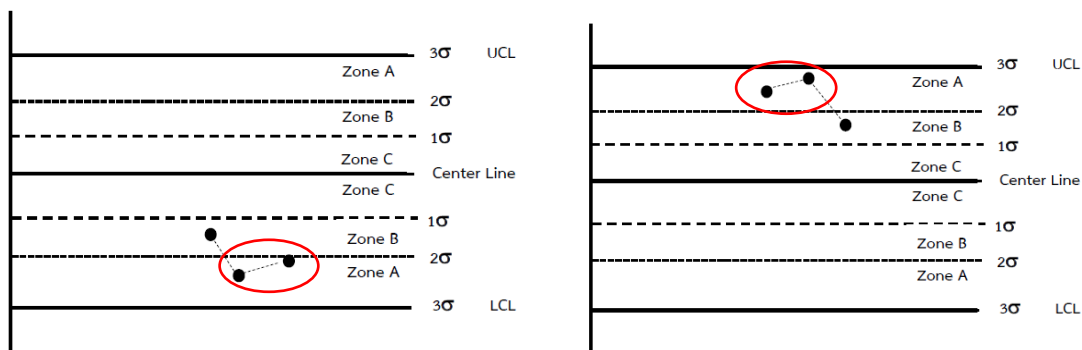 3σ UCL
Zone A
2σ
Zone B
1σ
Zone C
Center Line
Zone C
1σ
Zone B
2σ
Zone A
3σ LCL
3σ UCL
Zone A
2σ
Zone B
1σ
Zone C
Center Line
Zone C
1σ
Zone B
2σ
Zone A
3σ LCL